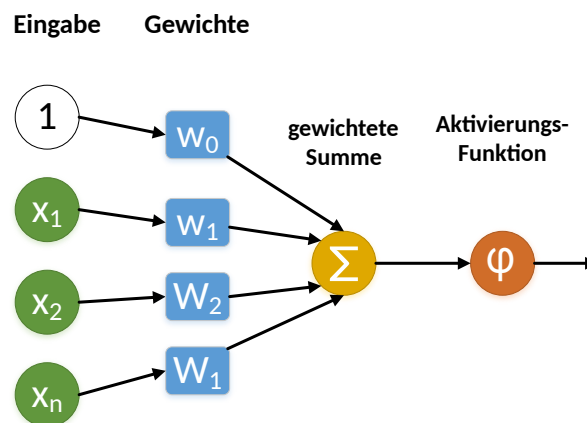 Eingabe Gewichte
1
w₀
gewichtete
Summe
Aktivierungs-
Funktion
x₁
w₁
Σ
φ
x₂
W₂
xₙ
W₁